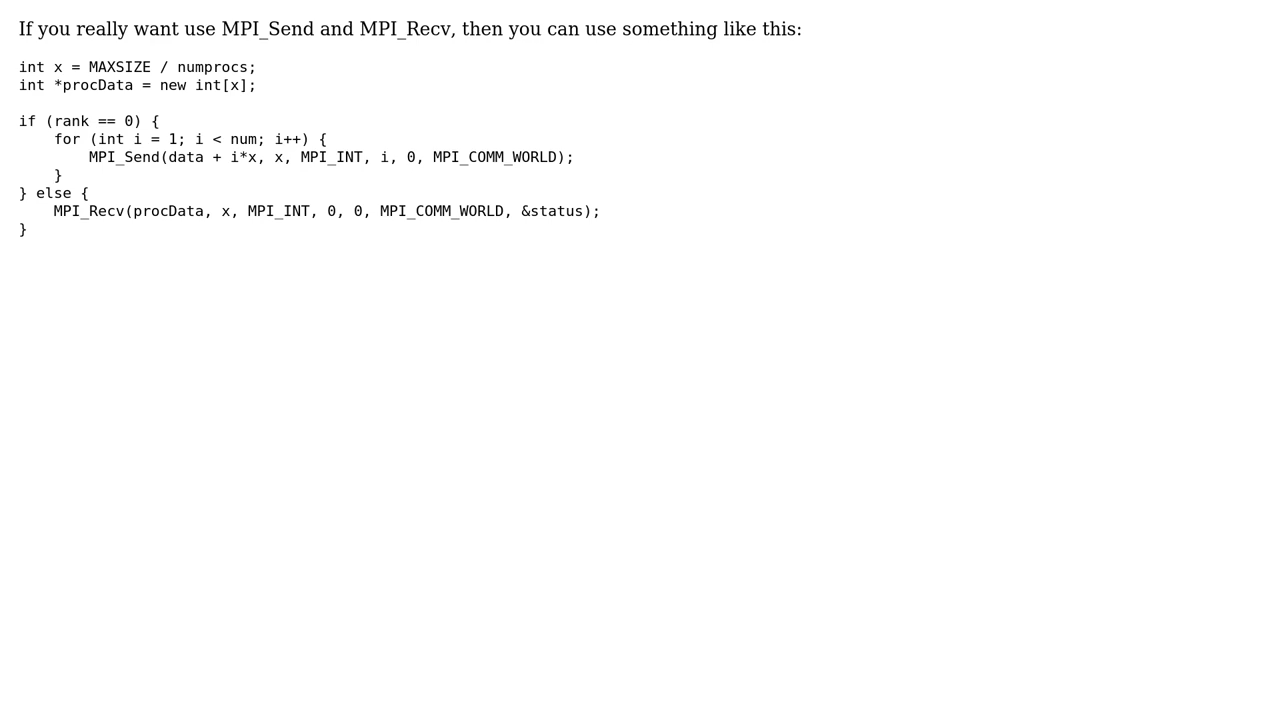 If you really want use MPI_Send and MPI_Recv, then you can use something like this:
int x = MAXSIZE / numprocs;
int *procData = new int[x];

if (rank == 0) {
    for (int i = 1; i < num; i++) {
        MPI_Send(data + i*x, x, MPI_INT, i, 0, MPI_COMM_WORLD);
    }
} else {
    MPI_Recv(procData, x, MPI_INT, 0, 0, MPI_COMM_WORLD, &status);
}